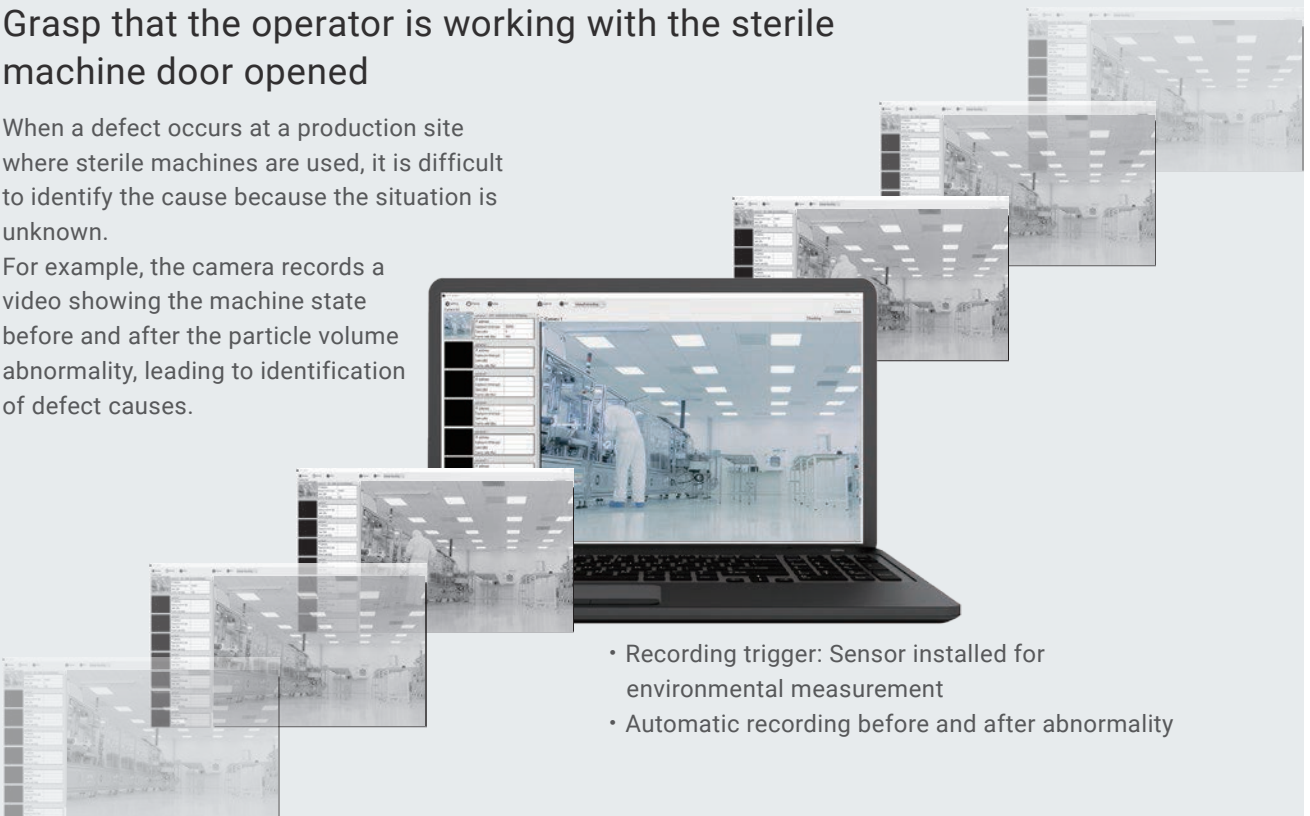 Grasp that the operator is working with the sterile
machine door opened
When a defect occurs at a production site
where sterile machines are used, it is difficult
to identify the cause because the situation is
unknown.
For example, the camera records a
video showing the machine state
before and after the particle volume
abnormality, leading to identification
of defect causes.
・Recording trigger: Sensor installed for
environmental measurement
・Automatic recording before and after abnormality